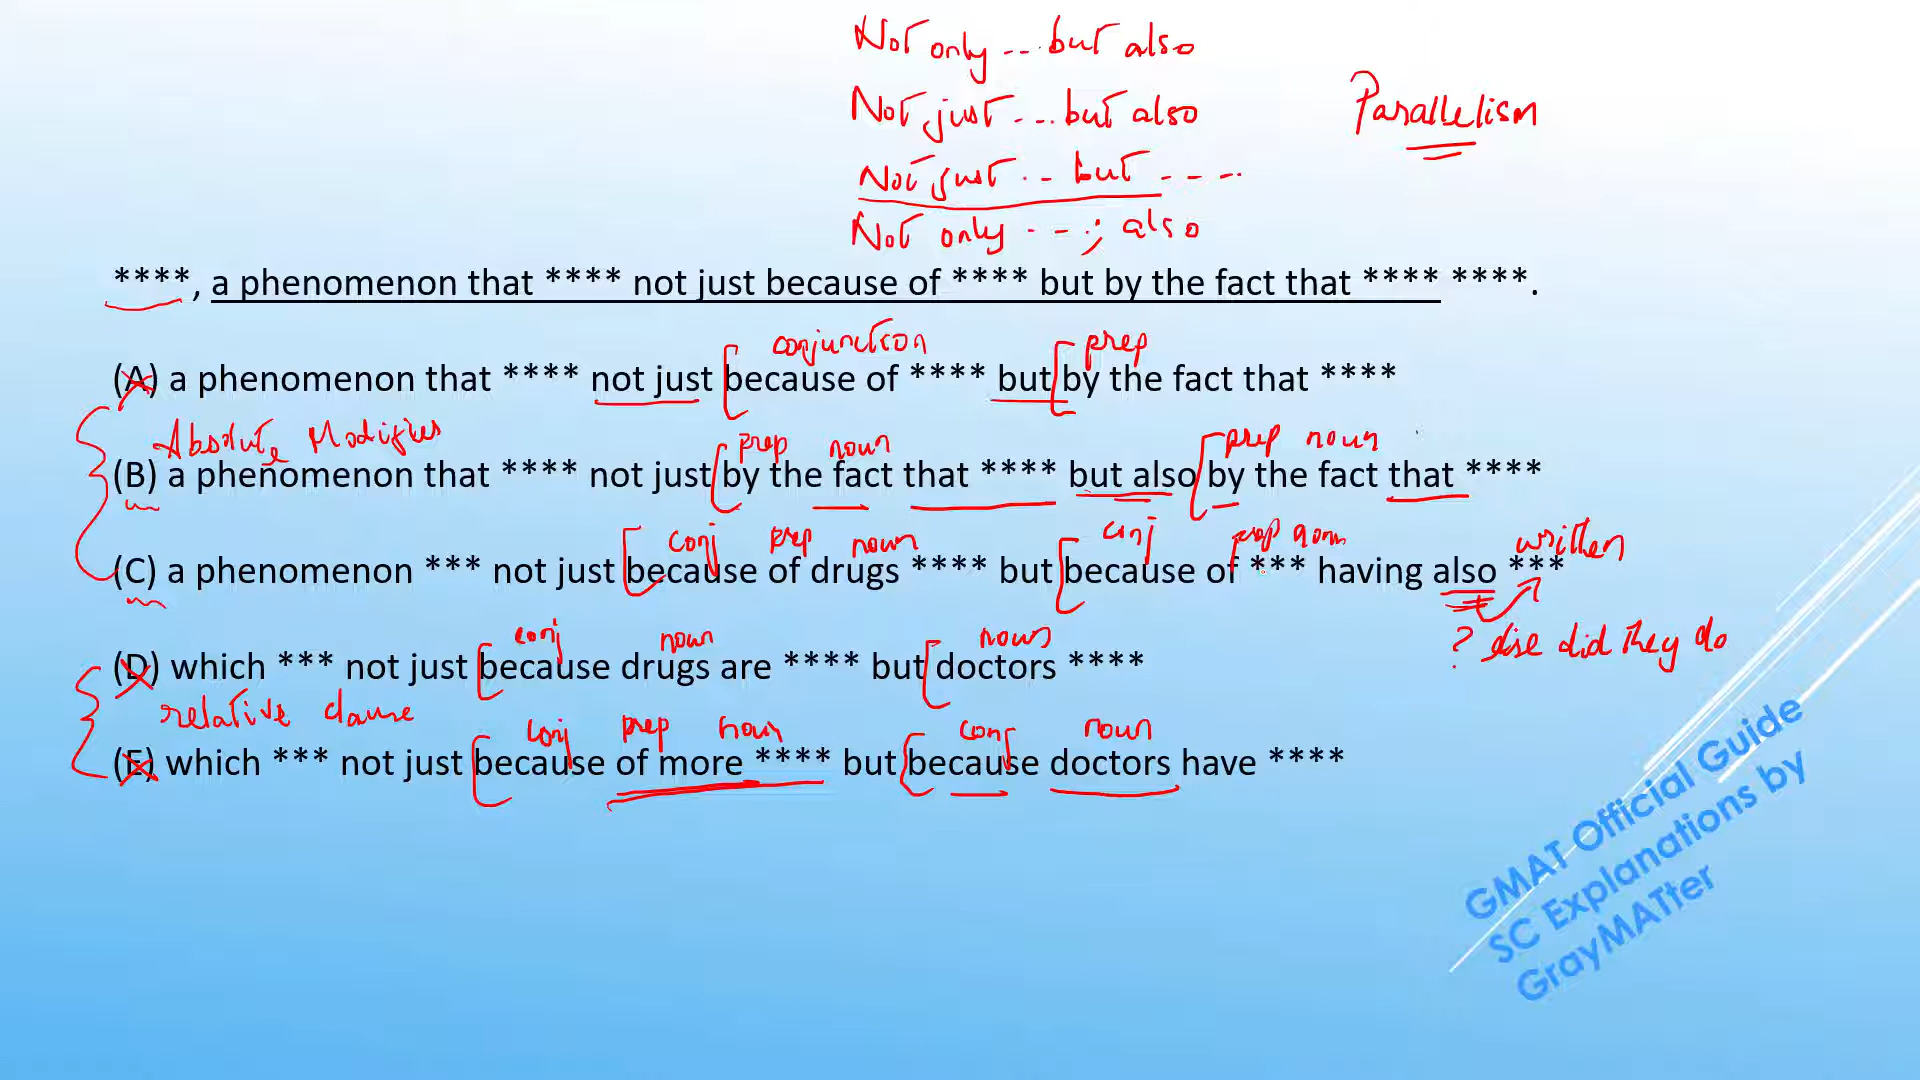 Not only --- but also
Not just --- but also
Parallelism
Not just -- but ----
Not only ---; also
****, a phenomenon that **** not just because of **** but by the fact that **** ****.
conjunction prep
(A) a phenomenon that **** not just because of **** but by the fact that ****
Absolute Modifies
prep noun prep noun
(B) a phenomenon that **** not just by the fact that **** but also by the fact that ****
conj prep noun conj prep noun written
(C) a phenomenon *** not just because of drugs **** but because of *** having also ***
? else did they do
conj noun nouns
(D) which *** not just because drugs are **** but doctors ****
relative clause
conj prep noun conj noun
(E) which *** not just because of more **** but because doctors have ****
GMAT Official Guide
SC Explanations by
GrayMATter